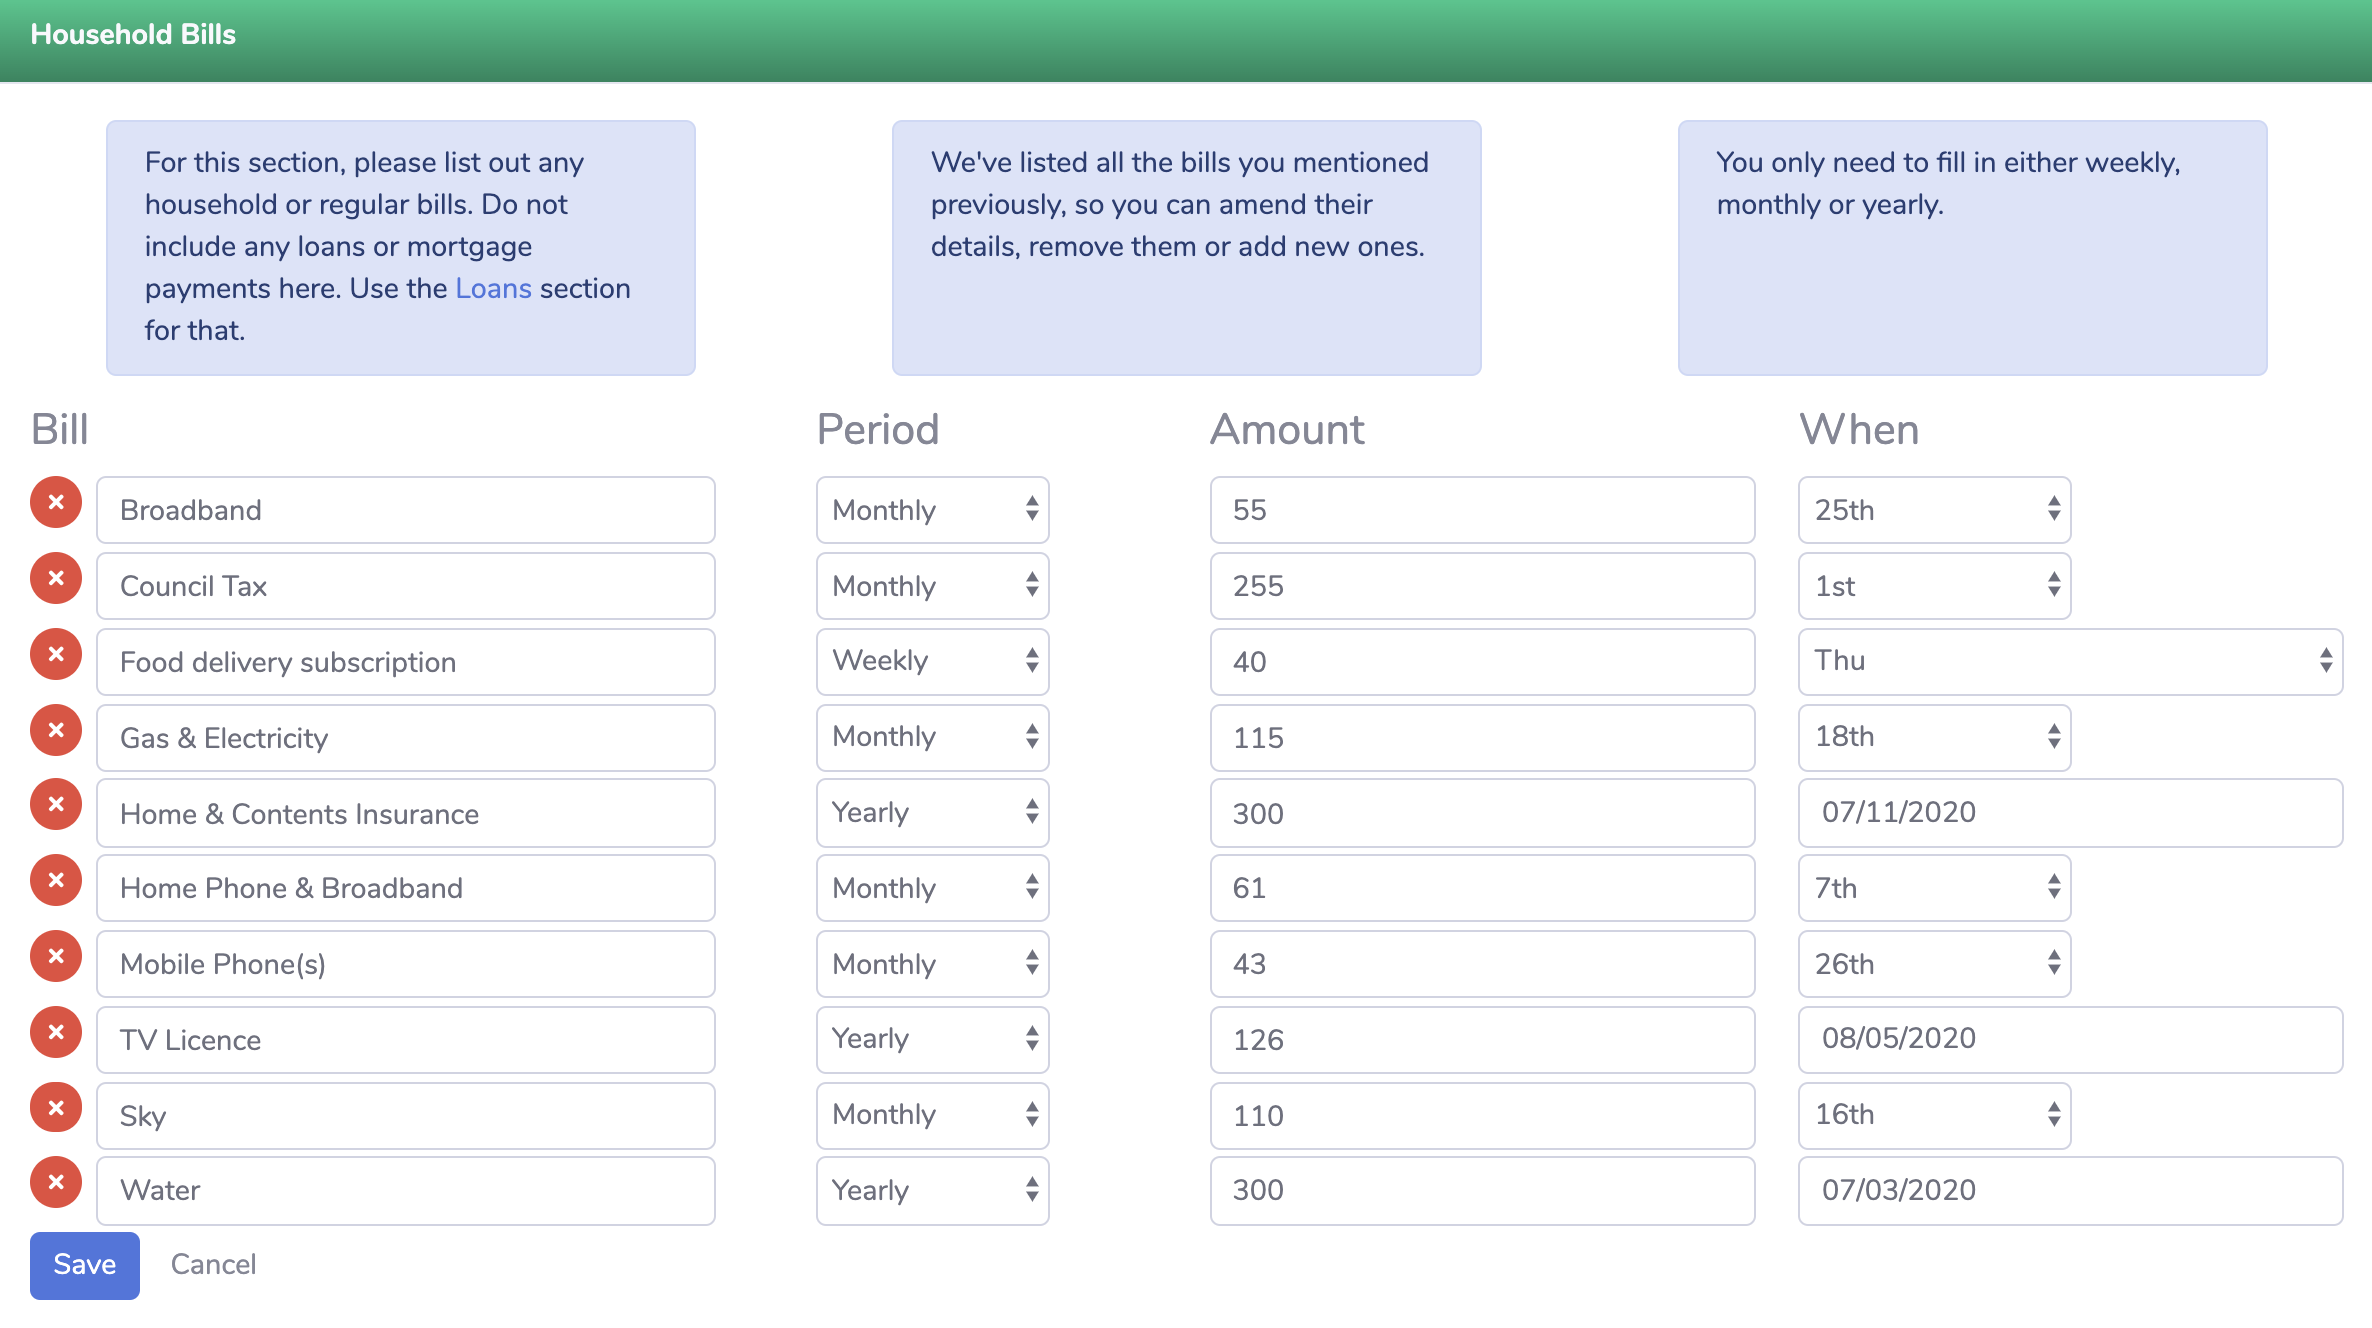 Household Bills
For this section, please list out any
household or regular bills. Do not
include any loans or mortgage
payments here. Use the Loans section
for that.
We've listed all the bills you mentioned
previously, so you can amend their
details, remove them or add new ones.
You only need to fill in either weekly,
monthly or yearly.
Bill Period Amount When
Broadband Monthly 55 25th
Council Tax Monthly 255 1st
Food delivery subscription Weekly 40 Thu
Gas & Electricity Monthly 115 18th
Home & Contents Insurance Yearly 300 07/11/2020
Home Phone & Broadband Monthly 61 7th
Mobile Phone(s) Monthly 43 26th
TV Licence Yearly 126 08/05/2020
Sky Monthly 110 16th
Water Yearly 300 07/03/2020
Save Cancel